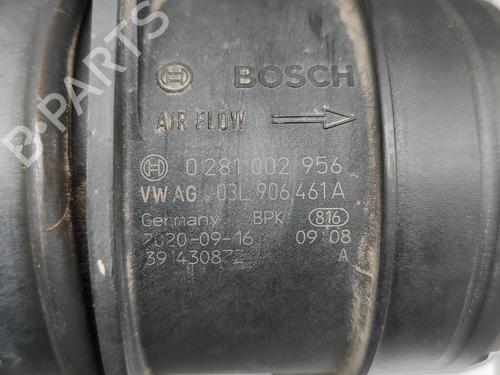 BOSCH
AIR FLOW
0 281 002 956
VW AG 03L 906 461 A
Germany BPK 816
2020-09-16 09:08
391430872 A
B-PARTS